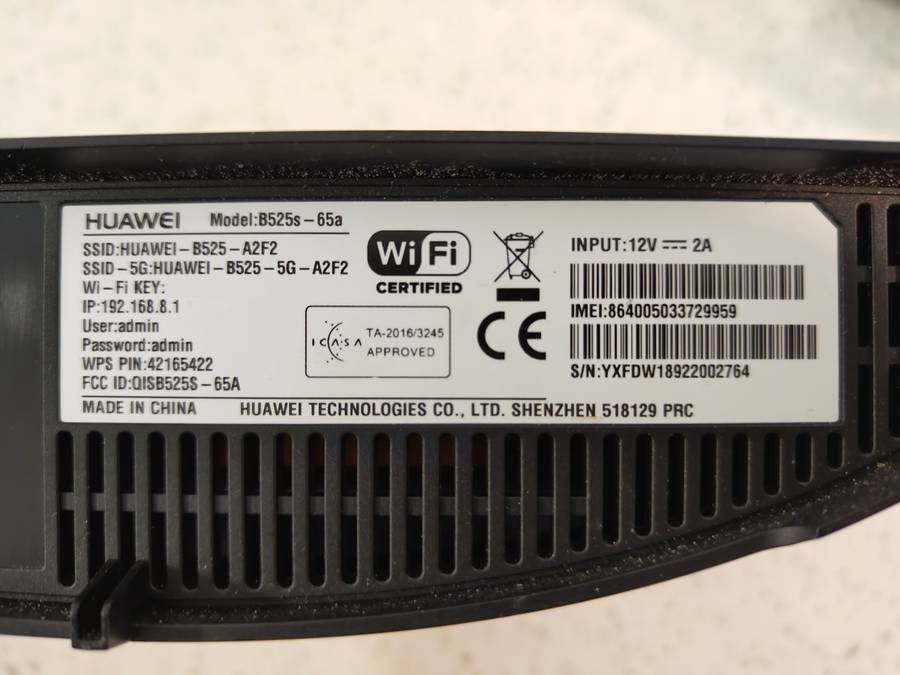 HUAWEI Model:B525s-65a
SSID:HUAWEI-B525-A2F2
SSID-5G:HUAWEI-B525-5G-A2F2
Wi-Fi KEY:
IP:192.168.8.1
User:admin
Password:admin
WPS PIN:42165422
FCC ID:QISB525S-65A
MADE IN CHINA HUAWEI TECHNOLOGIES CO., LTD. SHENZHEN 518129 PRC
Wi Fi
CERTIFIED
ICASA
TA-2016/3245
APPROVED
CE
INPUT:12V ⎓ 2A
IMEI:864005033729959
S/N:YXFDW18922002764